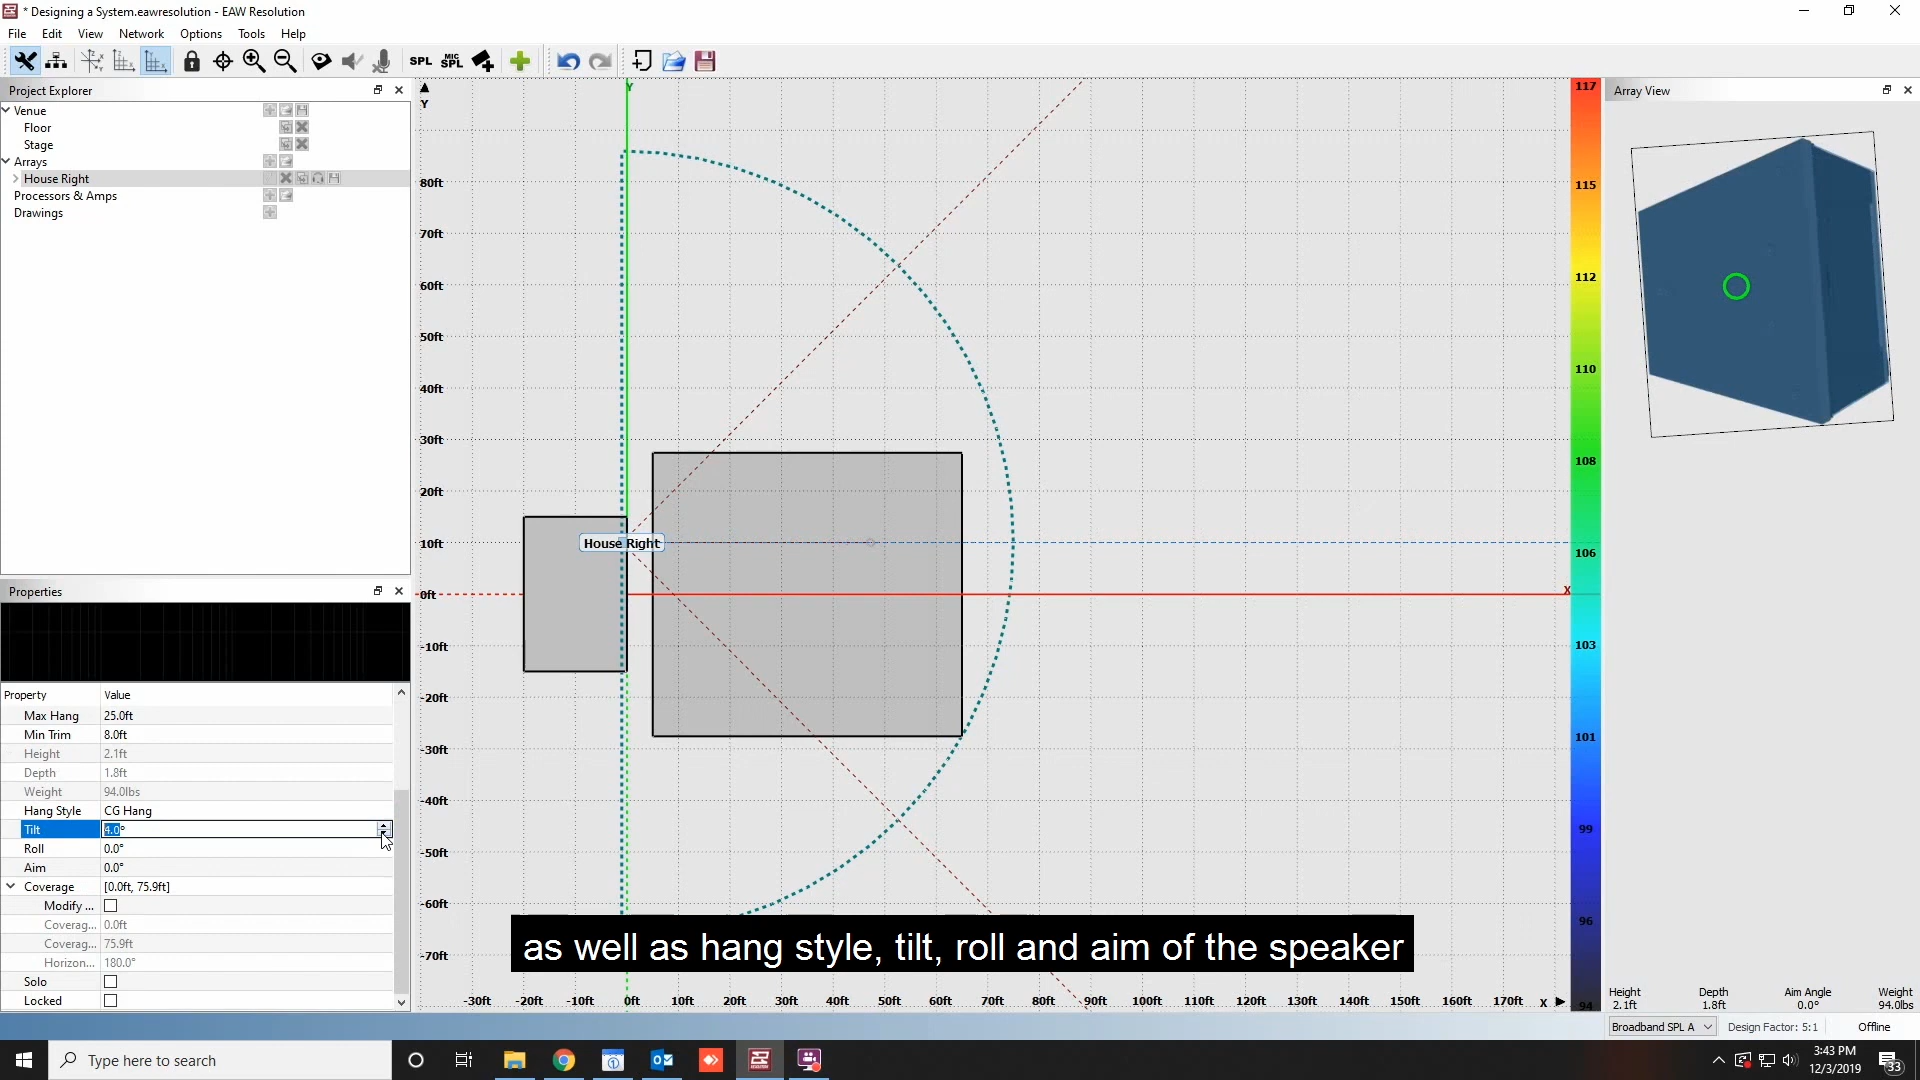 * Designing a System.eawresolution - EAW Resolution
File Edit View Network Options Tools Help
SPL MIC SPL
Project Explorer
Venue
Floor
Stage
Arrays
House Right
Processors & Amps
Drawings
Properties
Property Value
Max Hang 25.0ft
Min Trim 8.0ft
Height 2.1ft
Depth 1.8ft
Weight 94.0lbs
Hang Style CG Hang
Tilt 4.0°
Roll 0.0°
Aim 0.0°
Coverage [0.0ft, 75.9ft]
Modify ...
Coverag... 0.0ft
Coverag... 75.9ft
Horizon... 180.0°
Solo
Locked
Y
Y
80ft
70ft
60ft
50ft
40ft
30ft
20ft
10ft
0ft
-10ft
-20ft
-30ft
-40ft
-50ft
-60ft
-70ft
House Right
X
-30ft -20ft -10ft 0ft 10ft 20ft 30ft 40ft 50ft 60ft 70ft 80ft 90ft 100ft 110ft 120ft 130ft 140ft 150ft 160ft 170ft X
as well as hang style, tilt, roll and aim of the speaker
117
115
112
110
108
106
103
101
99
96
94
Array View
Height Depth Aim Angle Weight
2.1ft 1.8ft 0.0° 94.0lbs
Broadband SPL A Design Factor: 5:1 Offline
Type here to search
3:43 PM
12/3/2019
33